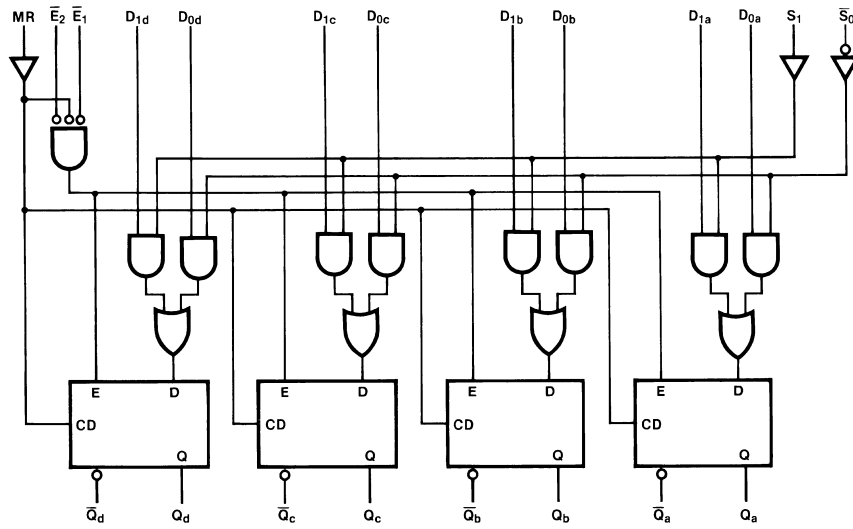 MR E̅₂ E̅₁ D₁d D₀d D₁c D₀c D₁b D₀b D₁a D₀a S₁ S̅₀
E D E D E D E D
CD CD CD CD
Q Q Q Q
Q̅d Qd Q̅c Qc Q̅b Qb Q̅a Qa